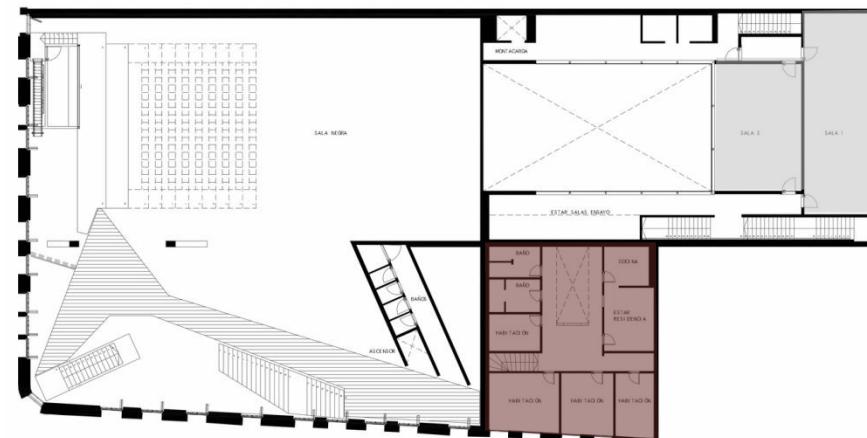 MONTACARGA
SALA NEGRA
SALA 2
SALA 1
ESTAR SALAS ENSAYO
BAÑO
COCINA
BAÑO
BAÑOS
ESTAR
RESIDENCIA
HABITACIÓN
ASCENSOR
HABITACIÓN
HABITACIÓN
HABITACIÓN